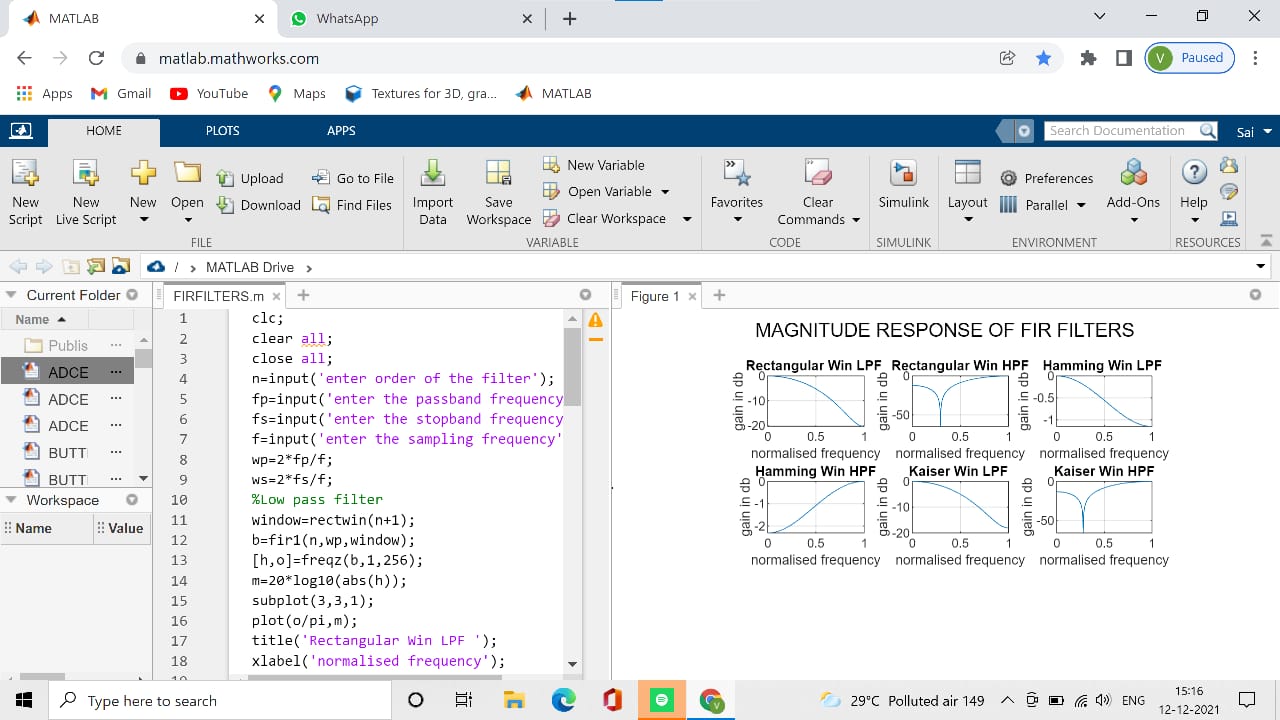 MATLAB
WhatsApp
matlab.mathworks.com
V Paused
Apps Gmail YouTube Maps Textures for 3D, gra... MATLAB
HOME PLOTS APPS
Search Documentation Sai
New Script
New Live Script
New
Open
Upload
Download
Go to File
Find Files
Import Data
Save Workspace
New Variable
Open Variable
Clear Workspace
Favorites
Clear Commands
Simulink
Layout
Preferences
Parallel
Add-Ons
Help
FILE VARIABLE CODE SIMULINK ENVIRONMENT RESOURCES
/ › MATLAB Drive ›
Current Folder
Name
Publis ...
ADCE ...
ADCE ...
ADCE ...
BUTT ...
BUTT ...
Workspace
Name Value
FIRFILTERS.m
1 clc;
2 clear all;
3 close all;
4 n=input('enter order of the filter');
5 fp=input('enter the passband frequency
6 fs=input('enter the stopband frequency
7 f=input('enter the sampling frequency'
8 wp=2*fp/f;
9 ws=2*fs/f;
10 %Low pass filter
11 window=rectwin(n+1);
12 b=fir1(n,wp,window);
13 [h,o]=freqz(b,1,256);
14 m=20*log10(abs(h));
15 subplot(3,3,1);
16 plot(o/pi,m);
17 title('Rectangular Win LPF ');
18 xlabel('normalised frequency');
Figure 1
MAGNITUDE RESPONSE OF FIR FILTERS
Rectangular Win LPF
gain in db
0
-10
-20
0 0.5 1
normalised frequency
Rectangular Win HPF
gain in db
0
-50
0 0.5 1
normalised frequency
Hamming Win LPF
gain in db
0
-0.5
-1
0 0.5 1
normalised frequency
Hamming Win HPF
gain in db
0
-1
-2
0 0.5 1
normalised frequency
Kaiser Win LPF
gain in db
0
-10
-20
0 0.5 1
normalised frequency
Kaiser Win HPF
gain in db
0
-50
0 0.5 1
normalised frequency
Type here to search
29°C Polluted air 149
ENG
15:16
12-12-2021